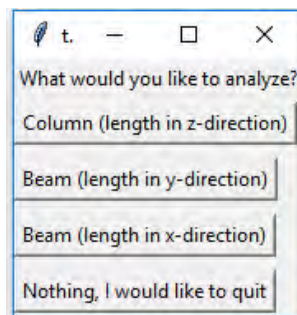 t.
What would you like to analyze?
Column (length in z-direction)
Beam (length in y-direction)
Beam (length in x-direction)
Nothing, I would like to quit